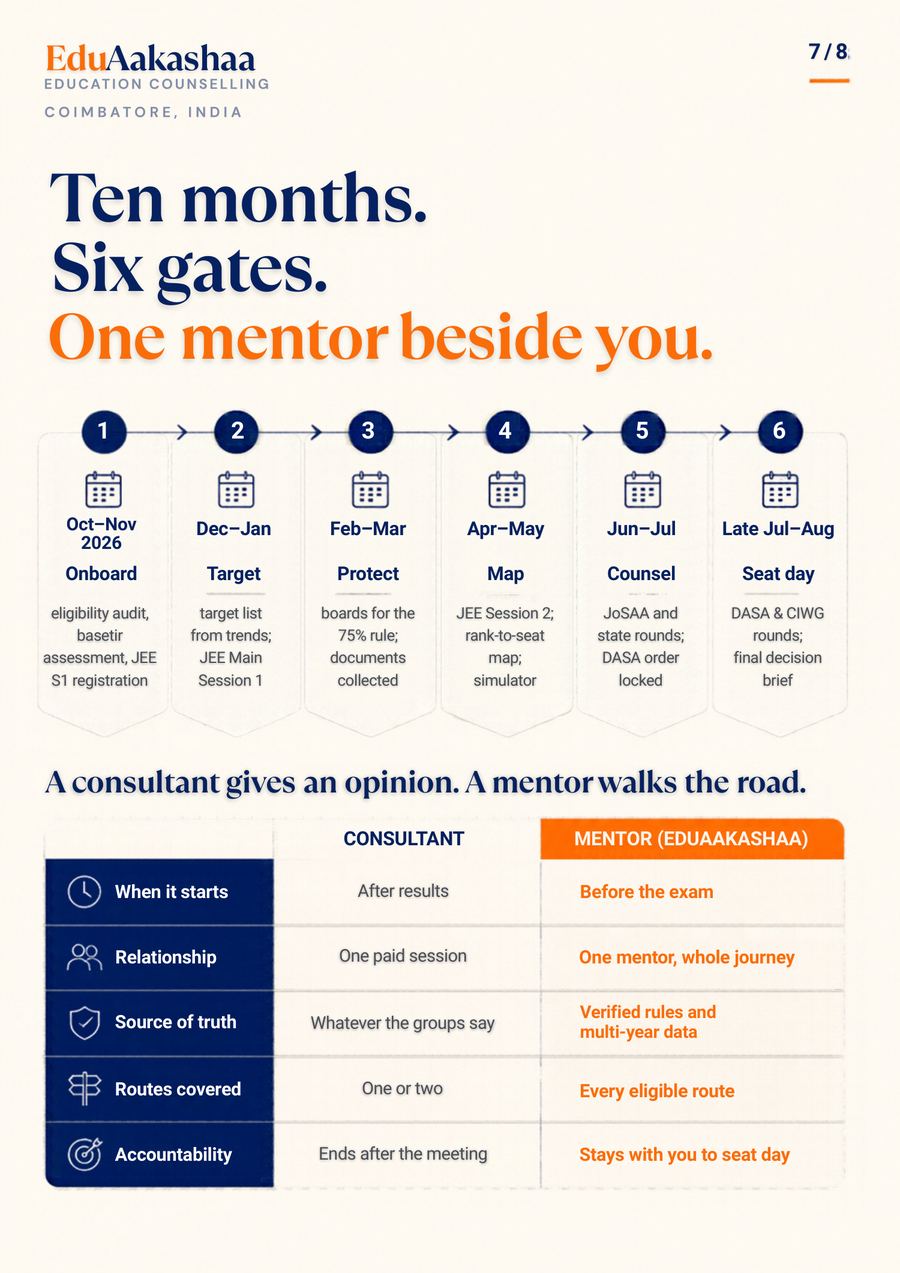 EduAakashaa
EDUCATION COUNSELLING
COIMBATORE, INDIA
7 / 8
Ten months.
Six gates.
One mentor beside you.
1
2
3
4
5
6
Oct–Nov
2026
Onboard
eligibility audit,
basetir
assessment, JEE
S1 registration
Dec–Jan
Target
target list
from trends;
JEE Main
Session 1
Feb–Mar
Protect
boards for the
75% rule;
documents
collected
Apr–May
Map
JEE Session 2;
rank-to-seat
map;
simulator
Jun–Jul
Counsel
JoSAA and
state rounds;
DASA order
locked
Late Jul–Aug
Seat day
DASA & CIWG
rounds;
final decision
brief
A consultant gives an opinion. A mentor walks the road.
CONSULTANT
MENTOR (EDUAAKASHAA)
When it starts
After results
Before the exam
Relationship
One paid session
One mentor, whole journey
Source of truth
Whatever the groups say
Verified rules and
multi-year data
Routes covered
One or two
Every eligible route
Accountability
Ends after the meeting
Stays with you to seat day